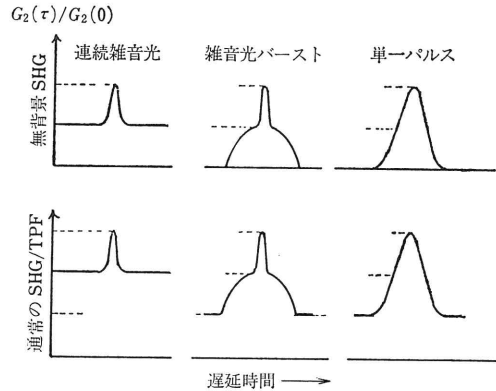 G₂(τ)/G₂(0)
連続雑音光
雑音光バースト
単一パルス
無背景 SHG
通常の SHG/TPF
遅延時間